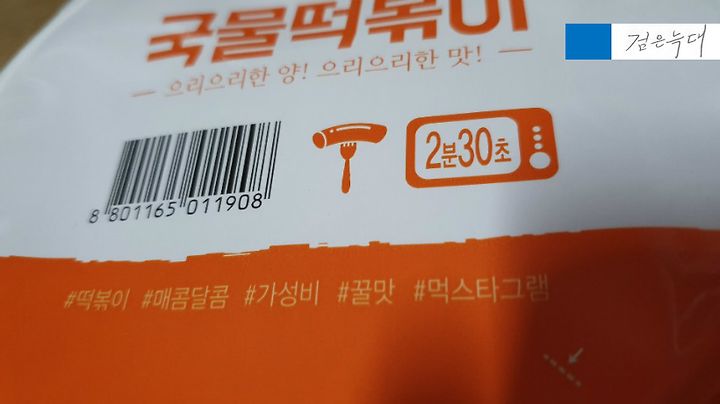 국물떡볶이
검은늑대
— 으리으리한 양! 으리으리한 맛! —
2분30초
8 801165 011908
#떡볶이 #매콤달콤 #가성비 #꿀맛 #먹스타그램